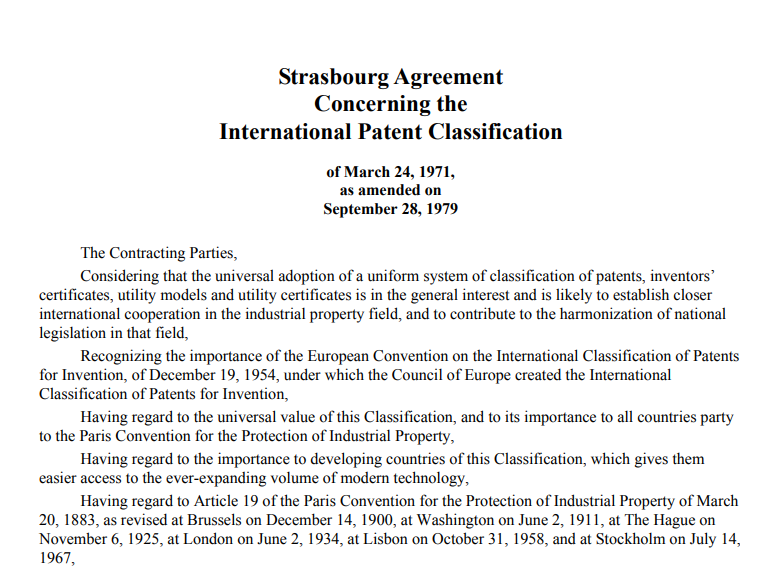 Strasbourg Agreement
Concerning the
International Patent Classification
of March 24, 1971,
as amended on
September 28, 1979
The Contracting Parties,
Considering that the universal adoption of a uniform system of classification of patents, inventors’
certificates, utility models and utility certificates is in the general interest and is likely to establish closer
international cooperation in the industrial property field, and to contribute to the harmonization of national
legislation in that field,
Recognizing the importance of the European Convention on the International Classification of Patents
for Invention, of December 19, 1954, under which the Council of Europe created the International
Classification of Patents for Invention,
Having regard to the universal value of this Classification, and to its importance to all countries party
to the Paris Convention for the Protection of Industrial Property,
Having regard to the importance to developing countries of this Classification, which gives them
easier access to the ever-expanding volume of modern technology,
Having regard to Article 19 of the Paris Convention for the Protection of Industrial Property of March
20, 1883, as revised at Brussels on December 14, 1900, at Washington on June 2, 1911, at The Hague on
November 6, 1925, at London on June 2, 1934, at Lisbon on October 31, 1958, and at Stockholm on July 14,
1967,